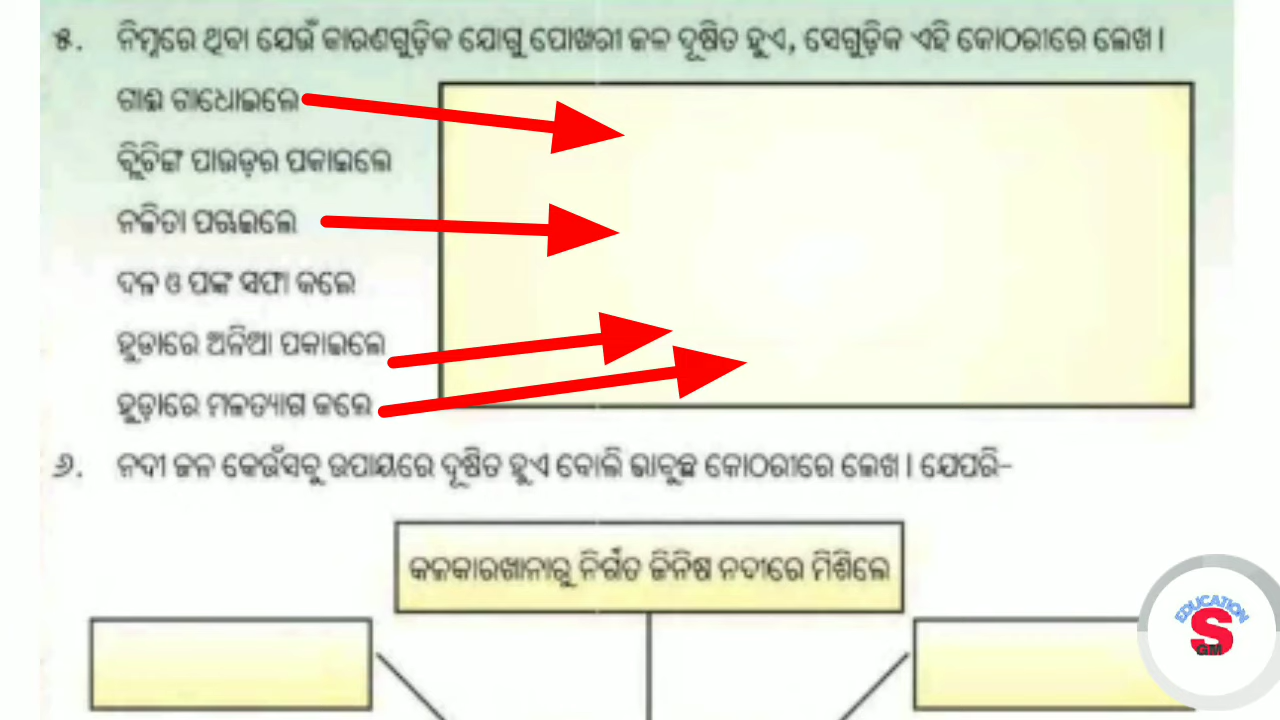 ୫. ନିମ୍ନରେ ଥିବା ଯେଉଁ କାରଣଗୁଡ଼ିକ ଯୋଗୁ ପୋଖରୀ ଜଳ ଦୂଷିତ ହୁଏ, ସେଗୁଡ଼ିକ ଏହି କୋଠରୀରେ ଲେଖ।
ଗାଈ ଗାଧୋଇଲେ
ବ୍ଲିଚିଙ୍ଗ ପାଉଡ଼ର ପକାଇଲେ
ନଳିତା ପଚାଇଲେ
ଦଳ ଓ ପଙ୍କ ସଫା କଲେ
ହୁଡାରେ ଅଳିଆ ପକାଇଲେ
ହୁଡ଼ାରେ ମଳତ୍ୟାଗ କଲେ
୬. ନଦୀ ଜଳ କେଉଁସବୁ ଉପାୟରେ ଦୂଷିତ ହୁଏ ବୋଲି ଭାବୁଛ କୋଠରୀରେ ଲେଖ। ଯେପରି-
କଳକାରଖାନାରୁ ନିର୍ଗତ ଜିନିଷ ନଦୀରେ ମିଶିଲେ
EDUCATION
S
GM